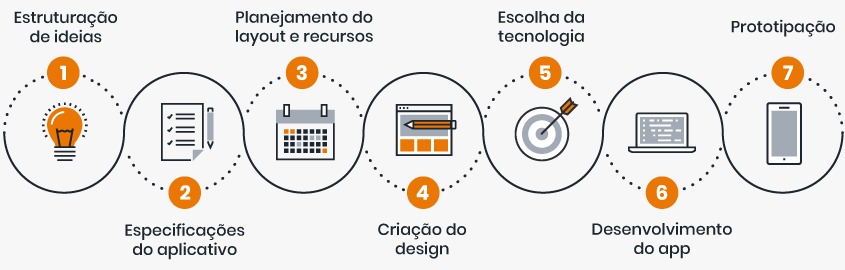 Estruturação
de ideias
1
2
Especificações
do aplicativo
Planejamento do
layout e recursos
3
4
Criação do
design
Escolha da
tecnologia
5
6
Desenvolvimento
do app
Prototipação
7